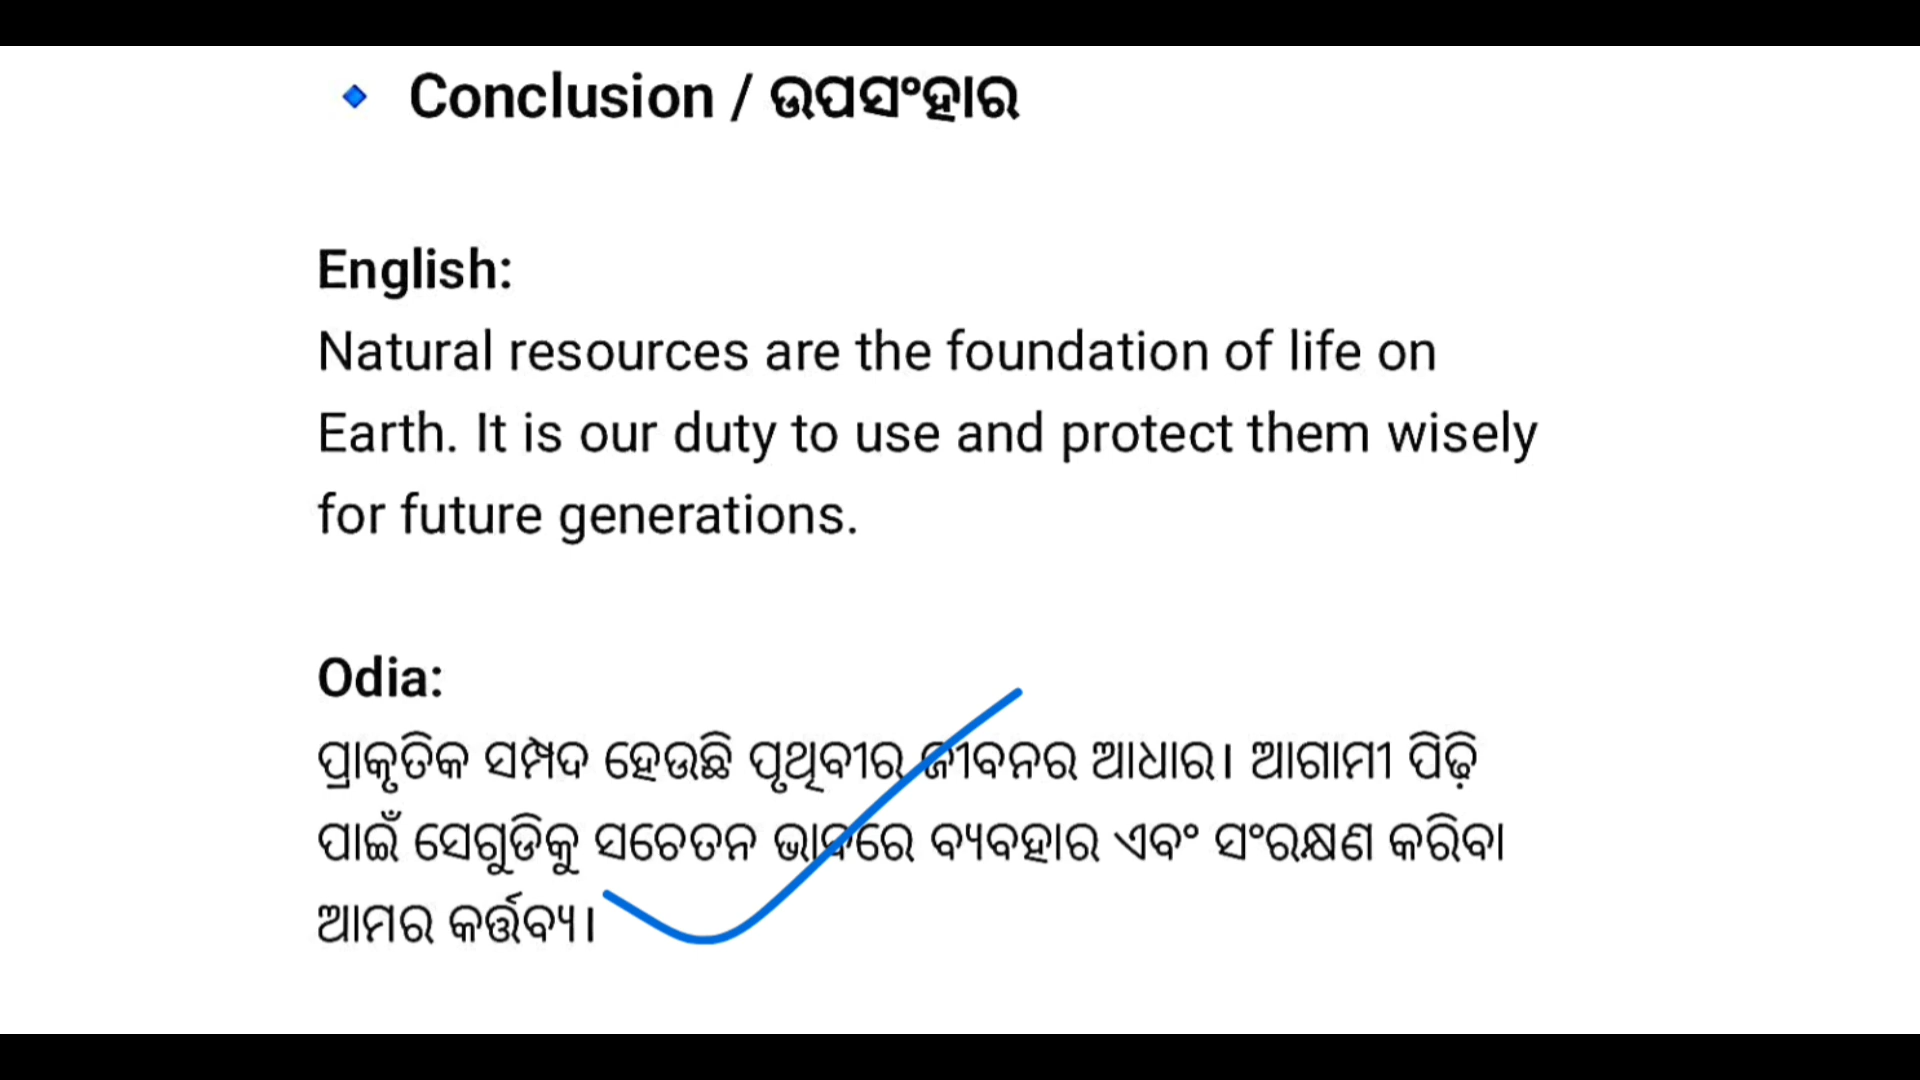 Conclusion / ଉପସଂହାର
English:
Natural resources are the foundation of life on
Earth. It is our duty to use and protect them wisely
for future generations.
Odia:
ପ୍ରାକୃତିକ ସମ୍ପଦ ହେଉଛି ପୃଥିବୀର ଜୀବନର ଆଧାର। ଆଗାମୀ ପିଢ଼ି
ପାଇଁ ସେଗୁଡିକୁ ସଚେତନ ଭାବରେ ବ୍ୟବହାର ଏବଂ ସଂରକ୍ଷଣ କରିବା
ଆମର କର୍ତ୍ତବ୍ୟ।